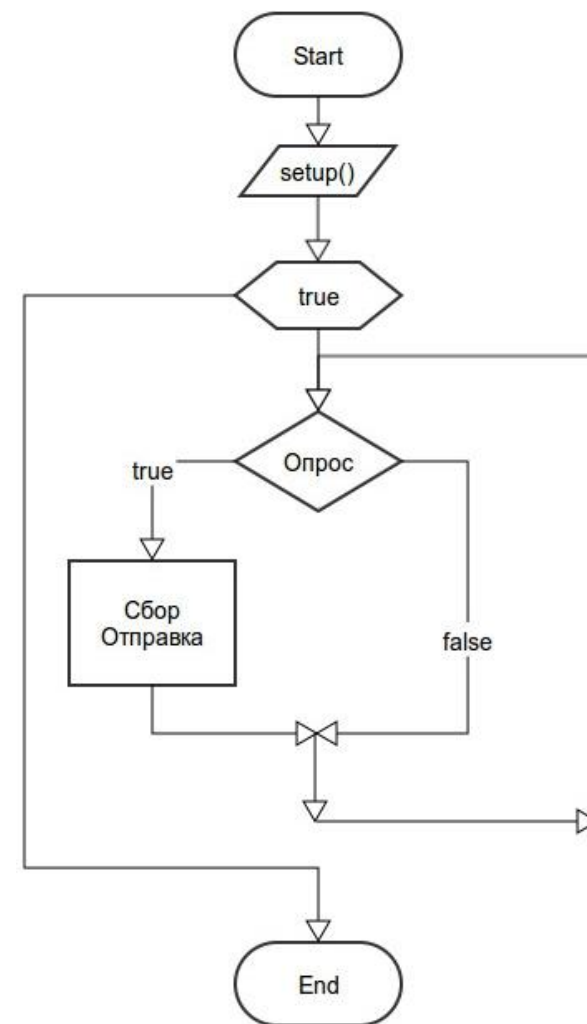 Start
setup()
true
Опрос
true
Сбор
Отправка
false
End